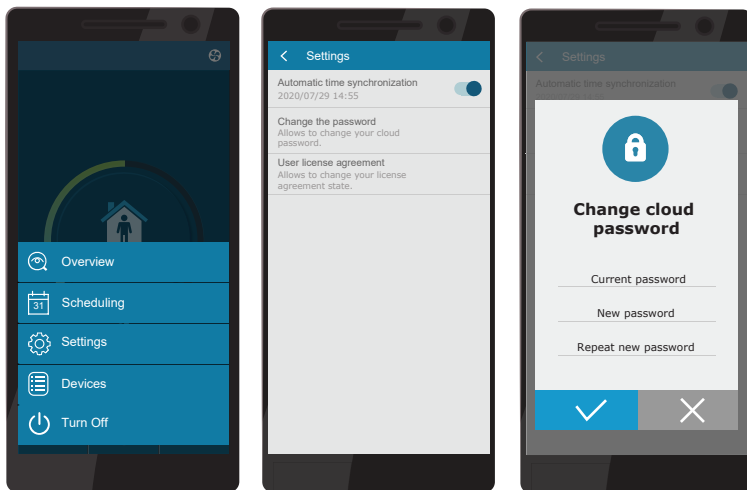 Overview
31
Scheduling
Settings
Devices
Turn Off
Settings
Automatic time synchronization
2020/07/29 14:55
Change the password
Allows to change your cloud
password.
User license agreement
Allows to change your license
agreement state.
Settings
Automatic time synchronization
Change cloud
password
Current password
New password
Repeat new password